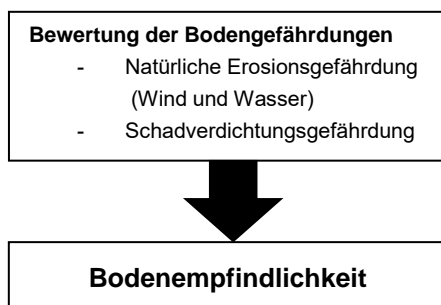 Bewertung der Bodengefährdungen
- Natürliche Erosionsgefährdung
(Wind und Wasser)
- Schadverdichtungsgefährdung
Bodenempfindlichkeit